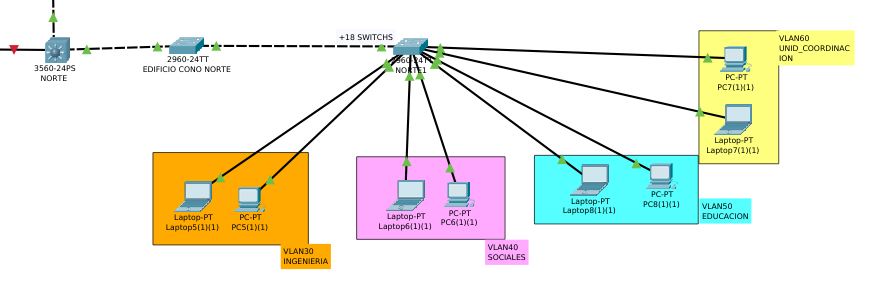 +18 SWITCHS
3560-24PS
NORTE
2960-24TT
EDIFICIO CONO NORTE
2960-24TT
NORTE1
VLAN60
UNID_COORDINAC
ION
PC-PT
PC7(1)(1)
Laptop-PT
Laptop7(1)(1)
Laptop-PT
Laptop5(1)(1)
PC-PT
PC5(1)(1)
VLAN30
INGENIERIA
Laptop-PT
Laptop6(1)(1)
PC-PT
PC6(1)(1)
VLAN40
SOCIALES
Laptop-PT
Laptop8(1)(1)
PC-PT
PC8(1)(1)
VLAN50
EDUCACION